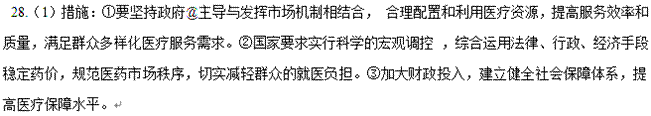 28.（1）措施：①要坚持政府@主导与发挥市场机制相结合， 合理配置和利用医疗资源，提高服务效率和
质量，满足群众多样化医疗服务需求。②国家要求实行科学的宏观调控 ，综合运用法律、行政、经济手段
稳定药价，规范医药市场秩序，切实减轻群众的就医负担。③加大财政投入，建立健全社会保障体系，提
高医疗保障水平。↵